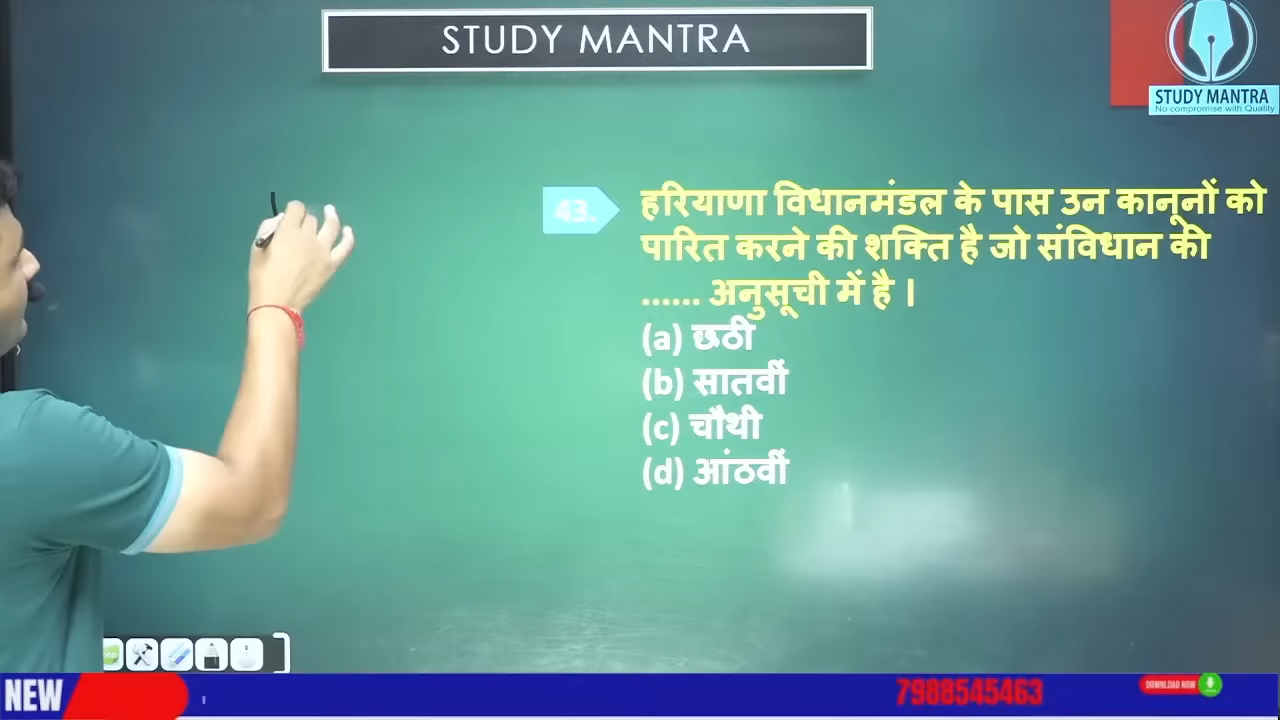 STUDY MANTRA
STUDY MANTRA
No compromise with Quality
43.
हरियाणा विधानमंडल के पास उन कानूनों को
पारित करने की शक्ति है जो संविधान की
...... अनुसूची में है ।
(a) छठी
(b) सातवीं
(c) चौथी
(d) आंठवीं
NEW
7988545463
DOWNLOAD NOW